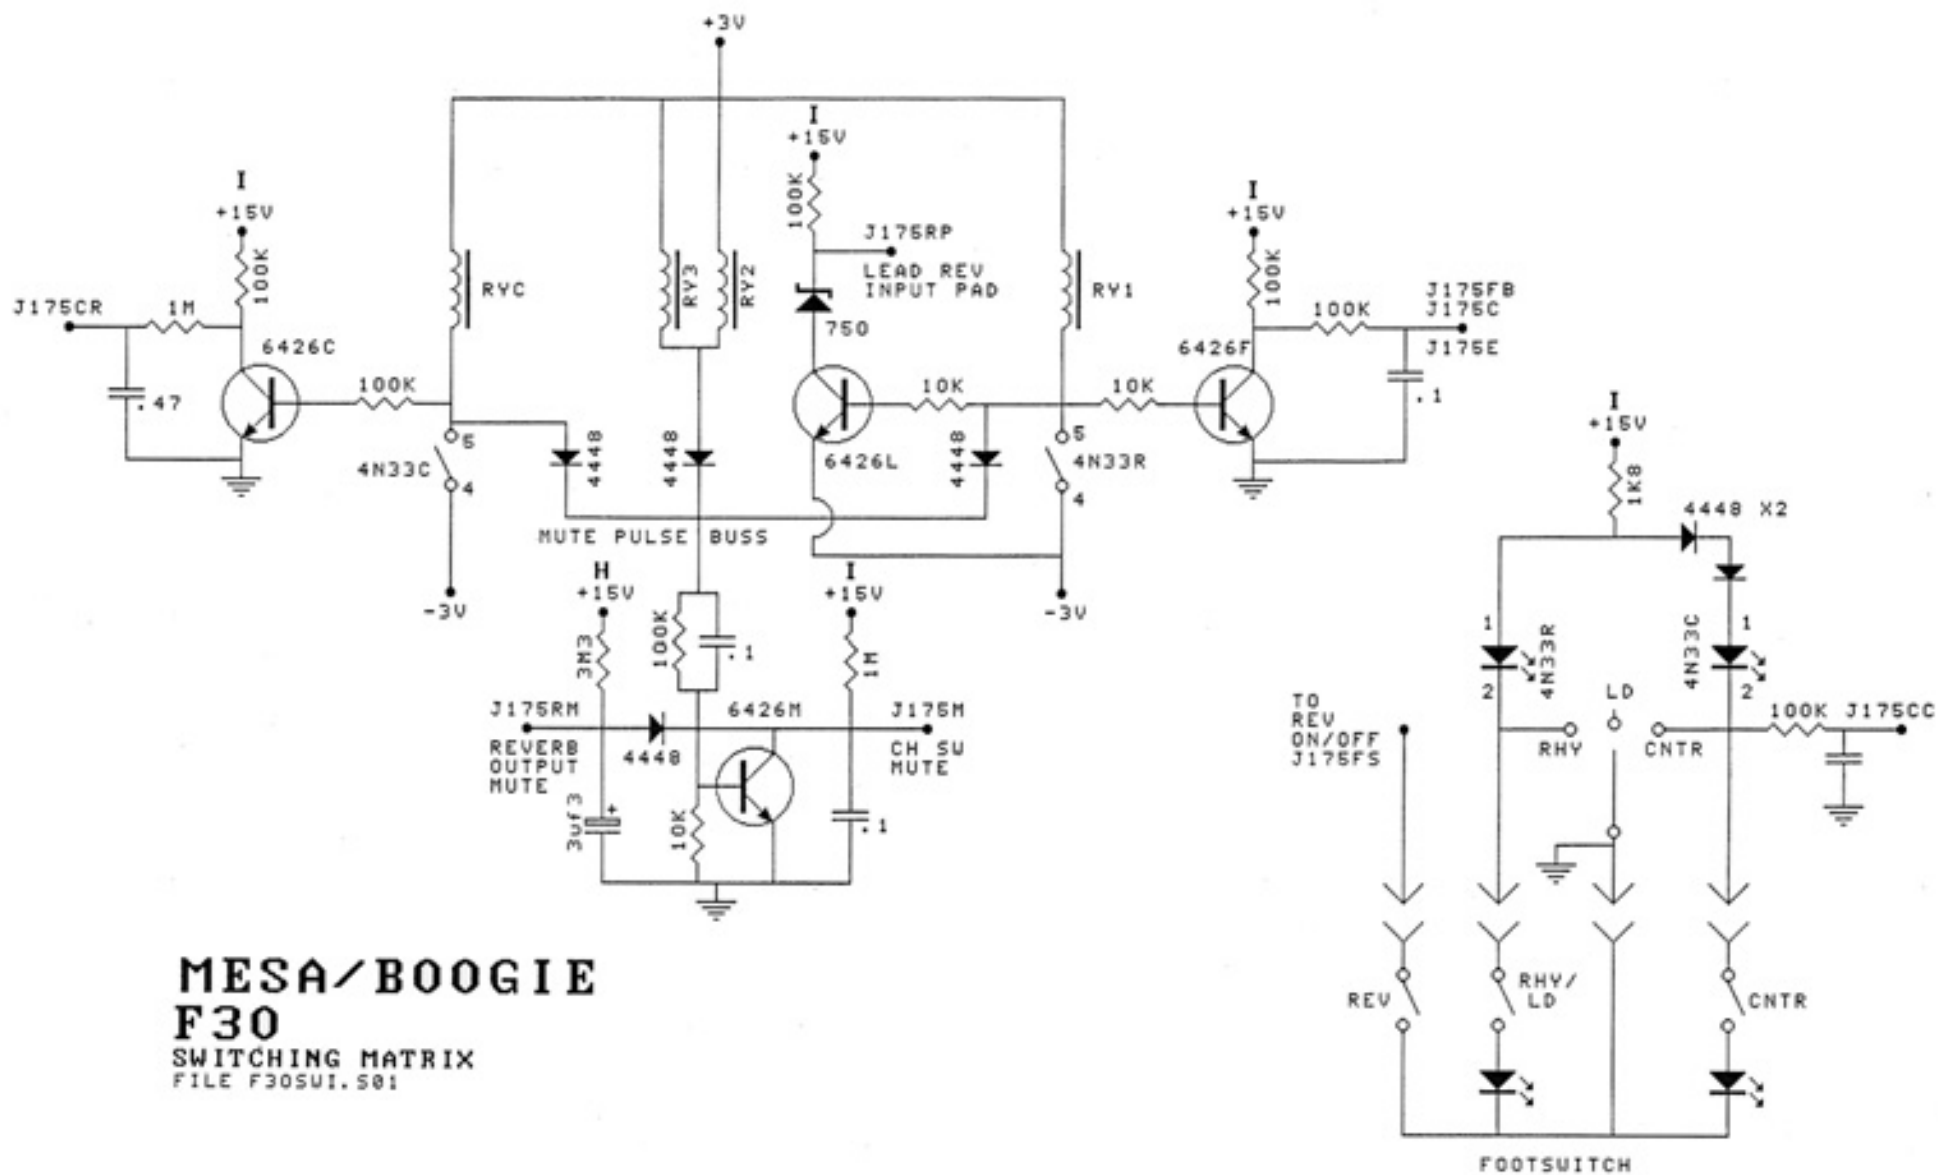 +3V
I
+15V
100K
J175RP
LEAD REV
INPUT PAD
750
I
+15V
100K
J175CR
1M
6426C
.47
100K
RYC
RY3
RY2
RY1
I
+15V
100K
100K
J175FB
J175C
J175E
6426F
.1
10K
10K
6426L
4N33C
5
4
4448
4448
4448
4N33R
5
4
MUTE PULSE BUSS
-3V
-3V
H
+15V
3M3
100K
.1
I
+15V
1M
J175RM
REVERB
OUTPUT
MUTE
4448
6426M
J175M
CH SW
MUTE
3uf3
+
10K
.1
I
+15V
1K8
4448 X2
1
4N33R
2
4N33C
1
2
TO
REV
ON/OFF
J175FS
RHY
LD
CNTR
100K
J175CC
REV
RHY/
LD
CNTR
FOOTSWITCH
MESA/BOOGIE
F30
SWITCHING MATRIX
FILE F30SWI.S01